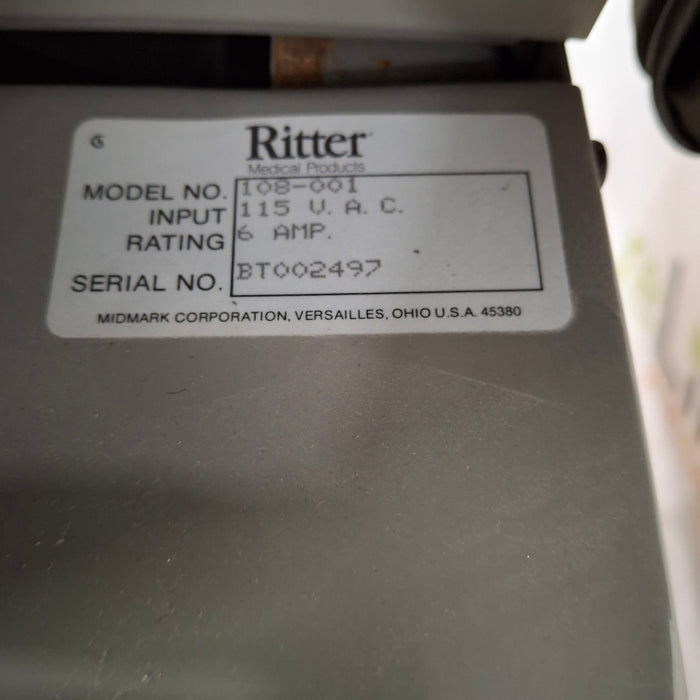 Ritter
Medical Products
MODEL NO. 108-001
INPUT 115 V. A. C.
RATING 6 AMP.
SERIAL NO. BT002497
MIDMARK CORPORATION, VERSAILLES, OHIO U.S.A. 45380